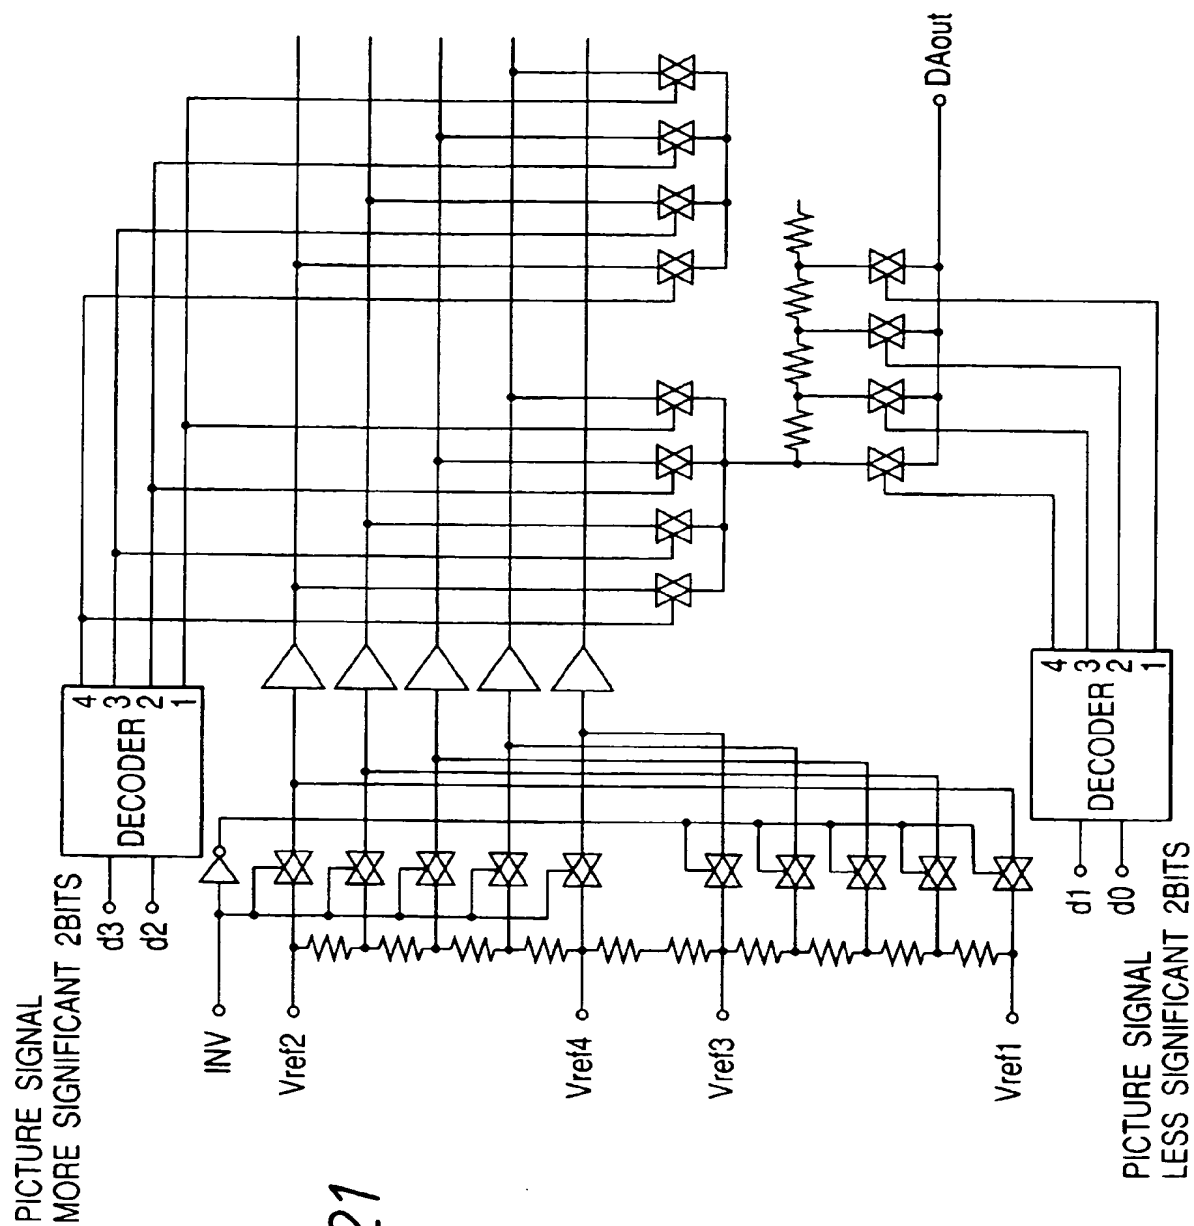 PICTURE SIGNAL
MORE SIGNIFICANT 2BITS
d3
d2
DECODER
4
3
2
1
INV
Vref2
Vref4
Vref3
Vref1
DAout
DECODER
4
3
2
1
d1
d0
PICTURE SIGNAL
LESS SIGNIFICANT 2BITS
21